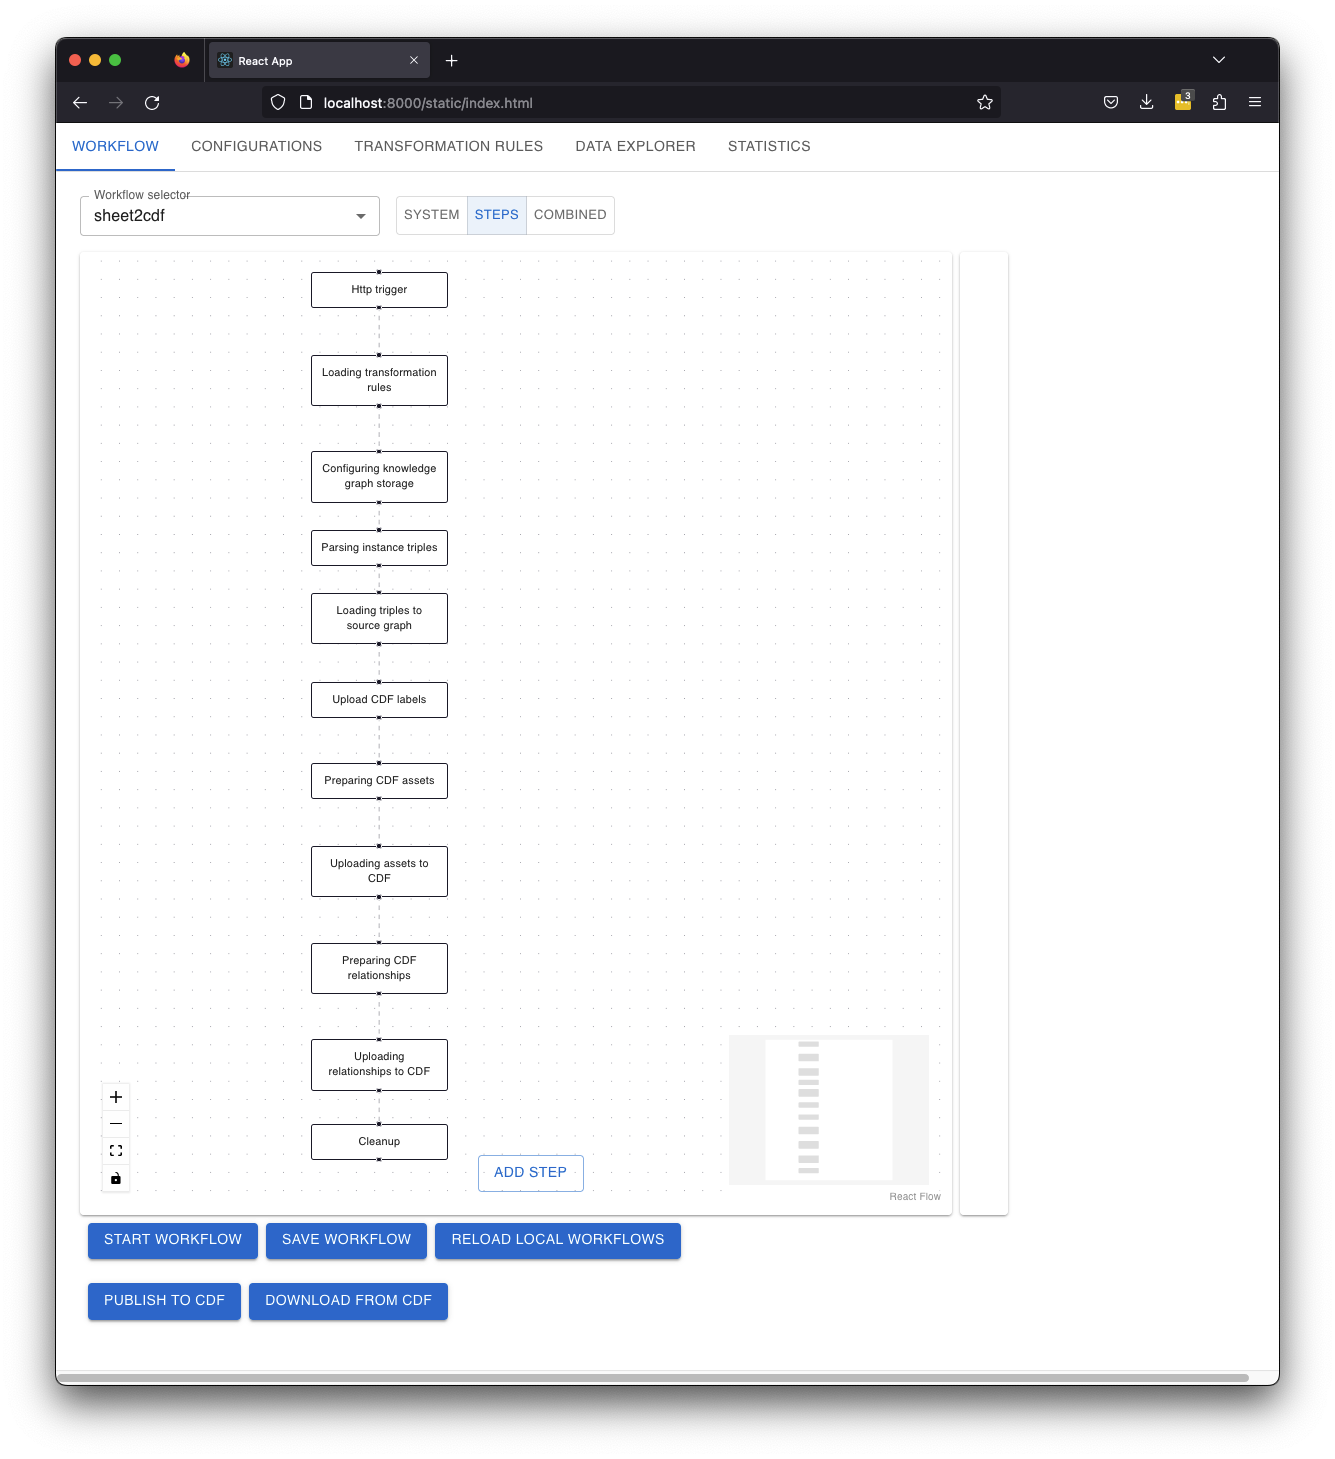 React App
localhost:8000/static/index.html
3
WORKFLOW CONFIGURATIONS TRANSFORMATION RULES DATA EXPLORER STATISTICS
Workflow selector
sheet2cdf
SYSTEM STEPS COMBINED
Http trigger
Loading transformation
rules
Configuring knowledge
graph storage
Parsing instance triples
Loading triples to
source graph
Upload CDF labels
Preparing CDF assets
Uploading assets to
CDF
Preparing CDF
relationships
Uploading
relationships to CDF
Cleanup
ADD STEP
React Flow
START WORKFLOW SAVE WORKFLOW RELOAD LOCAL WORKFLOWS
PUBLISH TO CDF DOWNLOAD FROM CDF